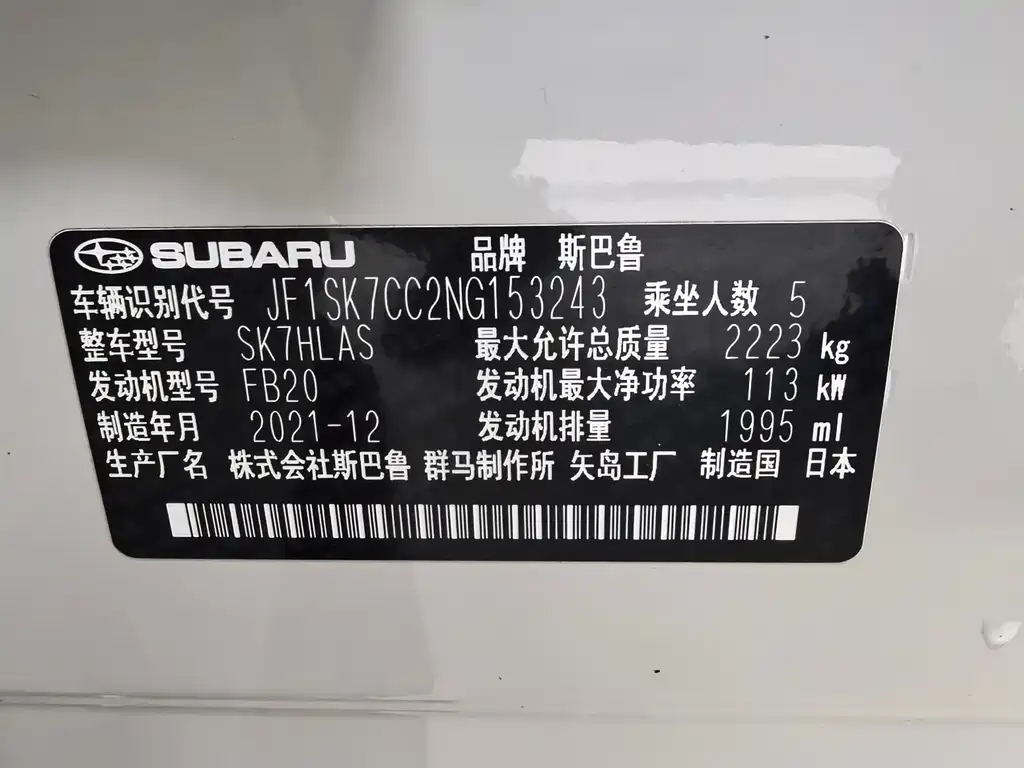 SUBARU 品牌 斯巴鲁
车辆识别代号 JF1SK7CC2NG153243 乘坐人数 5
整车型号 SK7HLAS 最大允许总质量 2223 kg
发动机型号 FB20 发动机最大净功率 113 kW
制造年月 2021-12 发动机排量 1995 ml
生产厂名 株式会社斯巴鲁 群马制作所 矢岛工厂 制造国 日本